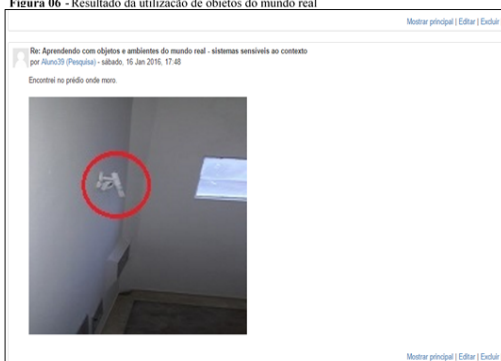 Figura 06 - Resultado da utilização de objetos do mundo real
Mostrar principal | Editar | Excluir
Re: Aprendendo com objetos e ambientes do mundo real - sistemas sensíveis ao contexto
por Aluno39 (Pesquisa) - sábado, 16 Jan 2016, 17:48
Encontrei no prédio onde moro.
Mostrar principal | Editar | Excluir